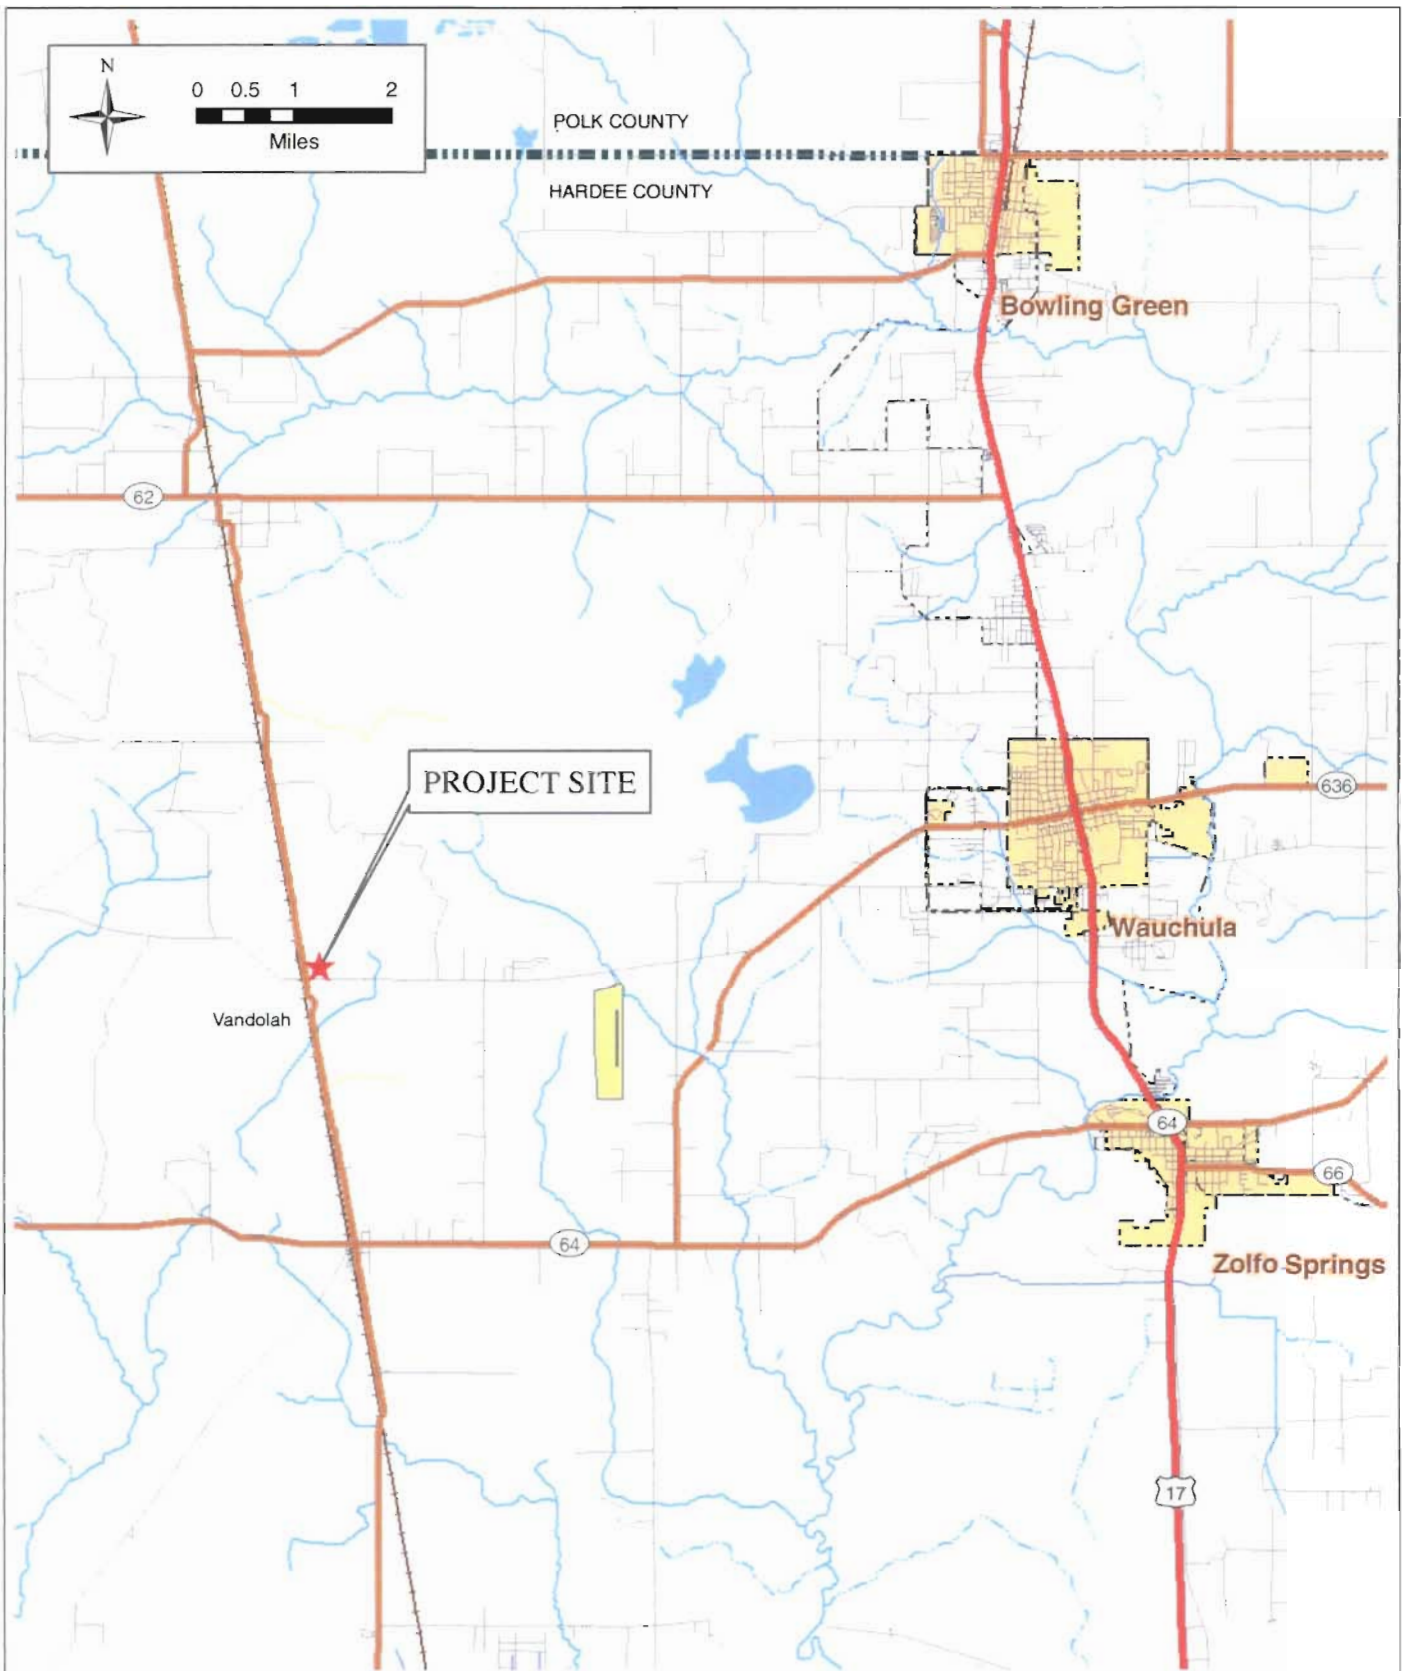 N
0 0.5 1 2
Miles
POLK COUNTY
HARDEE COUNTY
Bowling Green
62
PROJECT SITE
636
Wauchula
Vandolah
64
66
64
Zolfo Springs
17